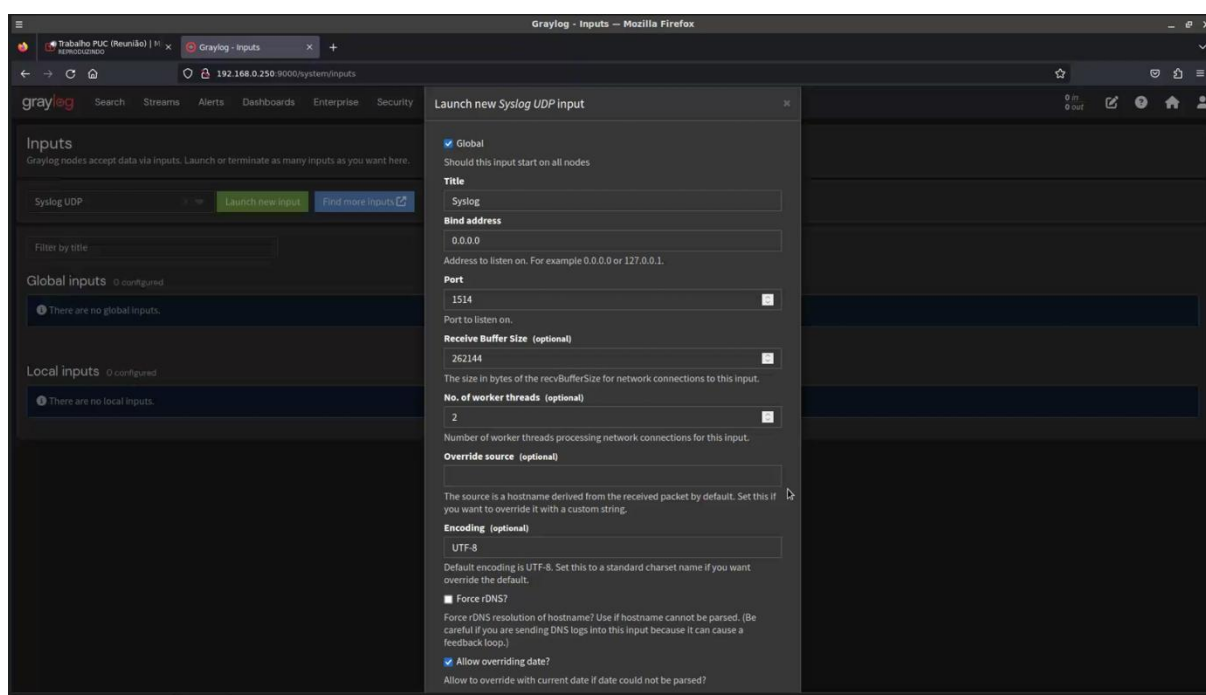 Graylog - Inputs — Mozilla Firefox
Trabalho PUC (Reunião) | M
REPRODUZINDO
Graylog - Inputs
192.168.0.250:9000/system/inputs
graylog Search Streams Alerts Dashboards Enterprise Security
0 in
0 out
Inputs
Graylog nodes accept data via inputs. Launch or terminate as many inputs as you want here.
Syslog UDP Launch new input Find more inputs
Filter by title
Global inputs 0 configured
There are no global inputs.
Local inputs 0 configured
There are no local inputs.
Launch new Syslog UDP input
Global
Should this input start on all nodes
Title
Syslog
Bind address
0.0.0.0
Address to listen on. For example 0.0.0.0 or 127.0.0.1.
Port
1514
Port to listen on.
Receive Buffer Size (optional)
262144
The size in bytes of the recvBufferSize for network connections to this input.
No. of worker threads (optional)
2
Number of worker threads processing network connections for this input.
Override source (optional)
The source is a hostname derived from the received packet by default. Set this if
you want to override it with a custom string.
Encoding (optional)
UTF-8
Default encoding is UTF-8. Set this to a standard charset name if you want
override the default.
Force rDNS?
Force rDNS resolution of hostname? Use if hostname cannot be parsed. (Be
careful if you are sending DNS logs into this input because it can cause a
feedback loop.)
Allow overriding date?
Allow to override with current date if date could not be parsed?